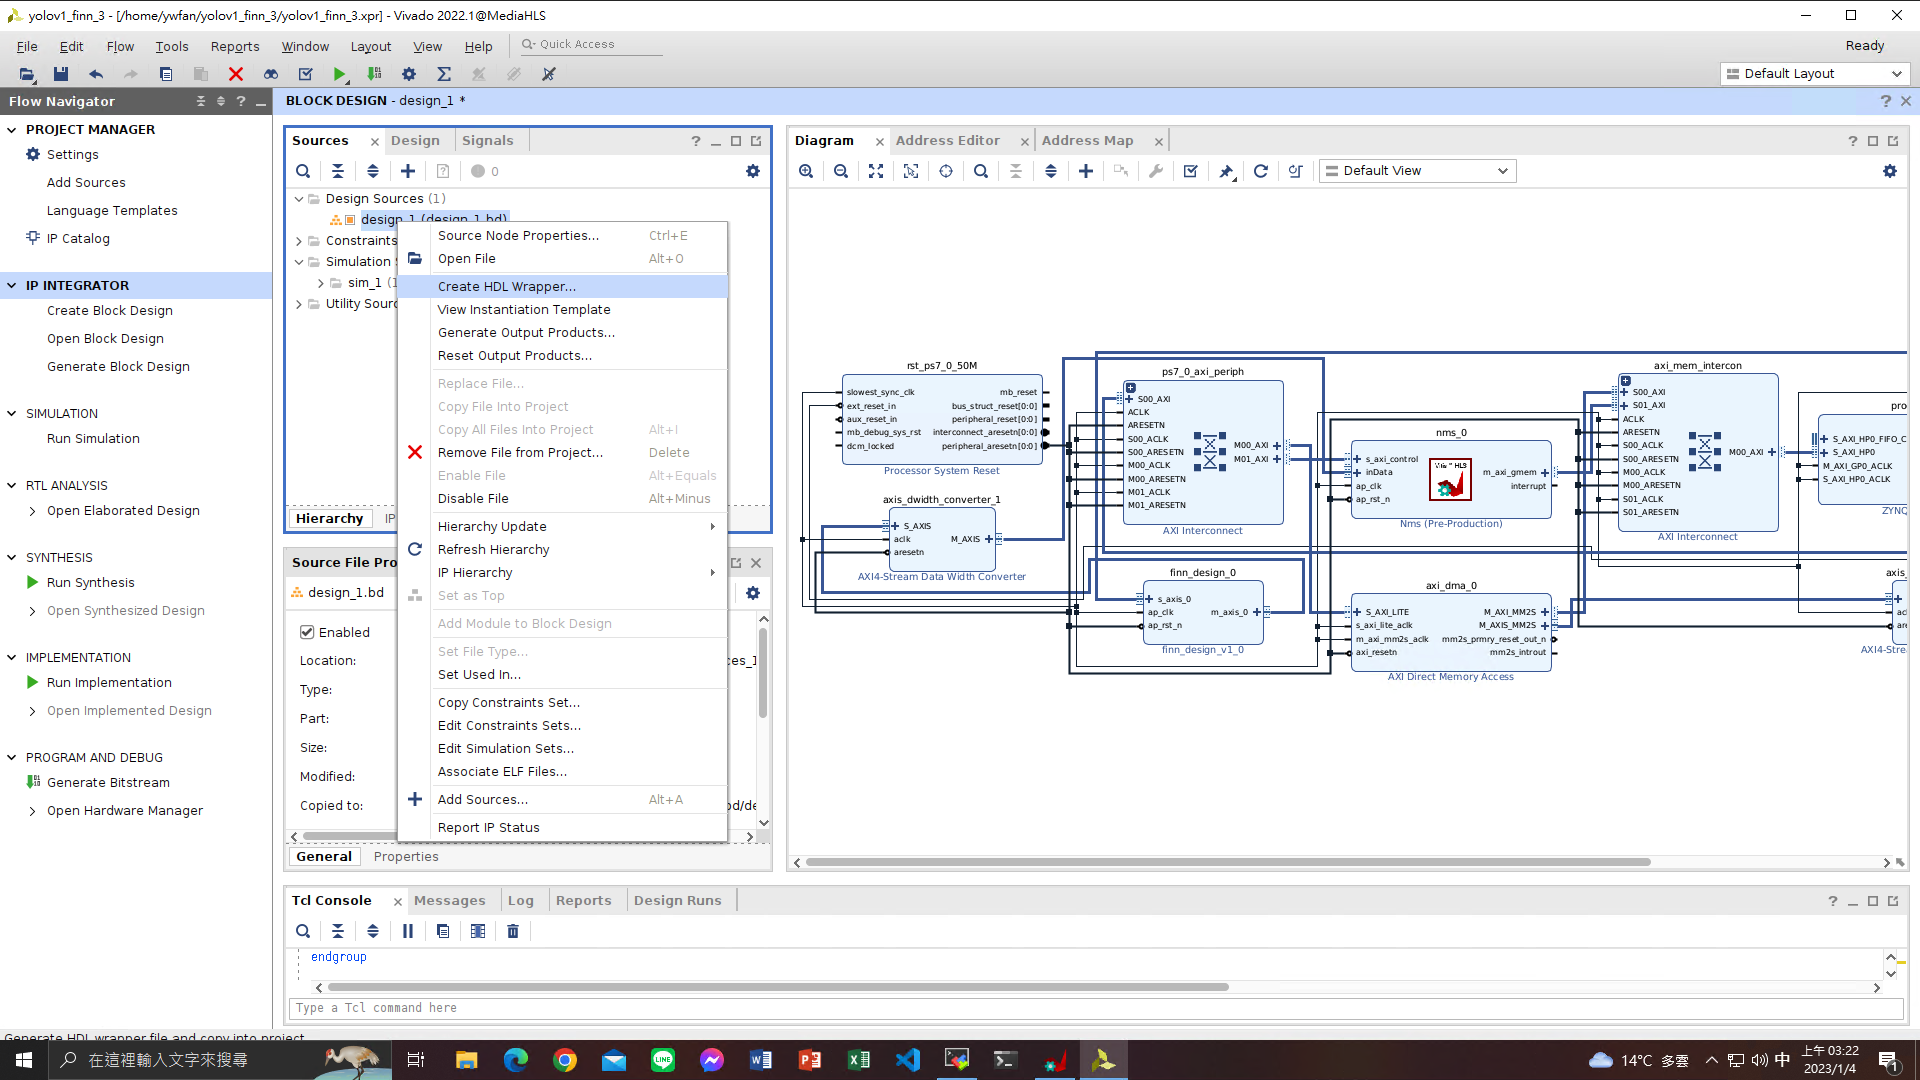 yolov1_finn_3 - [/home/ywfan/yolov1_finn_3/yolov1_finn_3.xpr] - Vivado 2022.1@MediaHLS
File Edit Flow Tools Reports Window Layout View Help Quick Access Ready
Default Layout
Flow Navigator
BLOCK DESIGN - design_1 *
PROJECT MANAGER
Settings
Add Sources
Language Templates
IP Catalog
IP INTEGRATOR
Create Block Design
Open Block Design
Generate Block Design
SIMULATION
Run Simulation
RTL ANALYSIS
Open Elaborated Design
SYNTHESIS
Run Synthesis
Open Synthesized Design
IMPLEMENTATION
Run Implementation
Open Implemented Design
PROGRAM AND DEBUG
Generate Bitstream
Open Hardware Manager
Sources Design Signals
0
Design Sources (1)
design_1 (design_1.bd)
Constraints
Simulation
sim_1
Utility
Hierarchy IP
design_1.bd
Enabled
Location:
Type:
Part:
Size:
Modified:
Copied to:
General Properties
Source Node Properties... Ctrl+E
Open File Alt+O
Create HDL Wrapper...
View Instantiation Template
Generate Output Products...
Reset Output Products...
Replace File...
Copy File Into Project
Copy All Files Into Project Alt+I
Remove File from Project... Delete
Enable File Alt+Equals
Disable File Alt+Minus
Hierarchy Update
Refresh Hierarchy
IP Hierarchy
Set as Top
Add Module to Block Design
Set File Type...
Set Used In...
Copy Constraints Set...
Edit Constraints Sets...
Edit Simulation Sets...
Associate ELF Files...
Add Sources... Alt+A
Report IP Status
Diagram Address Editor Address Map
Default View
rst_ps7_0_50M
slowest_sync_clk mb_reset
ext_reset_in bus_struct_reset[0:0]
aux_reset_in peripheral_reset[0:0]
mb_debug_sys_rst interconnect_aresetn[0:0]
dcm_locked peripheral_aresetn[0:0]
Processor System Reset
axis_dwidth_converter_1
S_AXIS
aclk M_AXIS
aresetn
AXI4-Stream Data Width Converter
ps7_0_axi_periph
S00_AXI
ACLK
ARESETN
S00_ACLK
S00_ARESETN
M00_ACLK
M00_ARESETN
M01_ACLK
M01_ARESETN
M00_AXI
M01_AXI
AXI Interconnect
finn_design_0
s_axis_0
ap_clk m_axis_0
ap_rst_n
finn_design_v1_0
nms_0
s_axi_control
inData m_axi_gmem
ap_clk interrupt
ap_rst_n
Nms (Pre-Production)
axi_dma_0
S_AXI_LITE M_AXI_MM2S
s_axi_lite_aclk M_AXIS_MM2S
m_axi_mm2s_aclk mm2s_prmry_reset_out_n
axi_resetn mm2s_introut
AXI Direct Memory Access
axi_mem_intercon
S00_AXI
S01_AXI
ACLK
ARESETN
S00_ACLK
S00_ARESETN
M00_ACLK
M00_ARESETN
S01_ACLK
S01_ARESETN
M00_AXI
AXI Interconnect
S_AXI_HP0_FIFO_C
S_AXI_HP0
M_AXI_GP0_ACLK
S_AXI_HP0_ACLK
ZYNQ
axis_
AXI4-Strea
Tcl Console Messages Log Reports Design Runs
endgroup
Type a Tcl command here
Generate HDL wrapper file and copy into project
在這裡輸入文字來搜尋
14°C 多雲
中
上午 03:22
2023/1/4
1